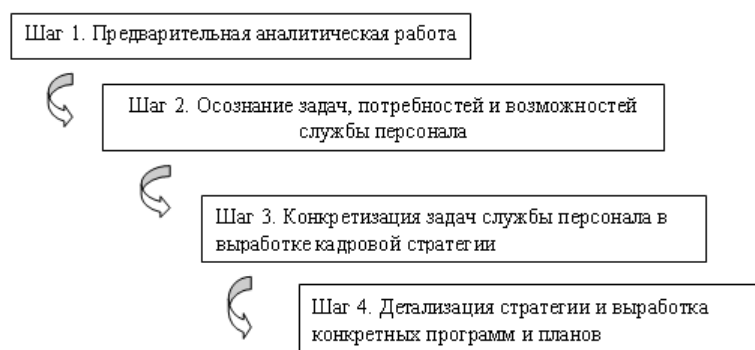 Шаг 1. Предварительная аналитическая работа
Шаг 2. Осознание задач, потребностей и возможностей
службы персонала
Шаг 3. Конкретизация задач службы персонала в
выработке кадровой стратегии
Шаг 4. Детализация стратегии и выработка
конкретных программ и планов